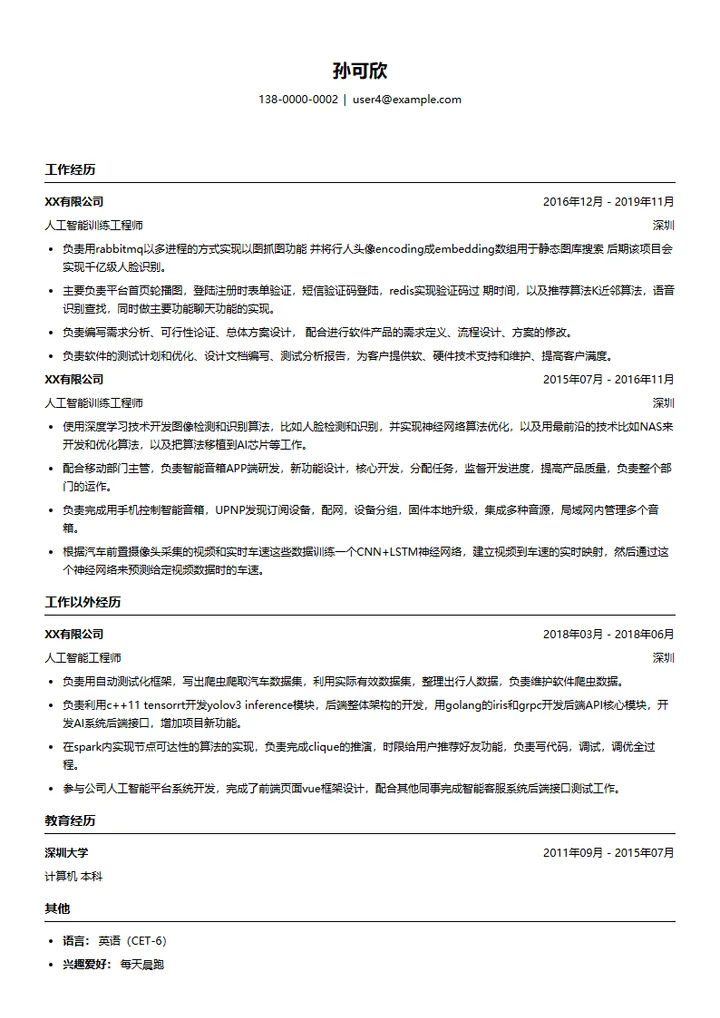 孙可欣
138-0000-0002 | user4@example.com
工作经历
XX有限公司 2016年12月 - 2019年11月
人工智能训练工程师 深圳
• 负责用rabbitmq以多进程的方式实现以图抓图功能 并将行人头像encoding成embedding数组用于静态图库搜索 后期该项目会
实现千亿级人脸识别。
• 主要负责平台首页轮播图，登陆注册时表单验证，短信验证码登陆，redis实现验证码过 期时间，以及推荐算法K近邻算法，语音
识别查找，同时做主要功能聊天功能的实现。
• 负责编写需求分析、可行性论证、总体方案设计， 配合进行软件产品的需求定义、流程设计、方案的修改。
• 负责软件的测试计划和优化、设计文档编写、测试分析报告，为客户提供软、硬件技术支持和维护、提高客户满度。
XX有限公司 2015年07月 - 2016年11月
人工智能训练工程师 深圳
• 使用深度学习技术开发图像检测和识别算法，比如人脸检测和识别，并实现神经网络算法优化，以及用最前沿的技术比如NAS来
开发和优化算法，以及把算法移植到AI芯片等工作。
• 配合移动部门主管，负责智能音箱APP端研发，新功能设计，核心开发，分配任务，监督开发进度，提高产品质量，负责整个部
门的运作。
• 负责完成用手机控制智能音箱，UPNP发现订阅设备，配网，设备分组，固件本地升级，集成多种音源，局域网内管理多个音
箱。
• 根据汽车前置摄像头采集的视频和实时车速这些数据训练一个CNN+LSTM神经网络，建立视频到车速的实时映射，然后通过这
个神经网络来预测给定视频数据时的车速。
工作以外经历
XX有限公司 2018年03月 - 2018年06月
人工智能工程师 深圳
• 负责用自动测试化框架，写出爬虫爬取汽车数据集，利用实际有效数据集，整理出行人数据，负责维护软件爬虫数据。
• 负责利用c++11 tensorrt开发yolov3 inference模块，后端整体架构的开发，用golang的iris和grpc开发后端API核心模块，开
发AI系统后端接口，增加项目新功能。
• 在spark内实现节点可达性的算法的实现，负责完成clique的推演，时限给用户推荐好友功能，负责写代码，调试，调优全过
程。
• 参与公司人工智能平台系统开发，完成了前端页面vue框架设计，配合其他同事完成智能客服系统后端接口测试工作。
教育经历
深圳大学 2011年09月 - 2015年07月
计算机 本科
其他
• 语言： 英语（CET-6）
• 兴趣爱好： 每天晨跑